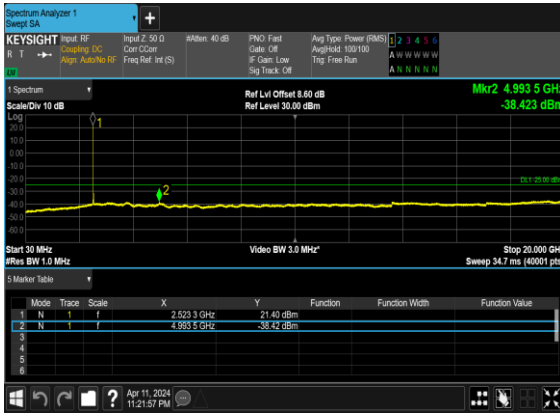 Spectrum Analyzer 1
Swept SA
+
KEYSIGHT Input: RF Input Z: 50 Ω #Atten: 40 dB PNO: Fast Avg Type: Power (RMS) 1 2 3 4 5 6
R T Coupling: DC Corr CCorr Gate: Off Avg|Hold: 100/100 A W W W W W
Align: Auto/No RF Freq Ref: Int (S) IF Gain: Low Trig: Free Run
Sig Track: Off A N N N N N
1 Spectrum Ref Lvl Offset 8.60 dB Mkr2 4.993 5 GHz
Scale/Div 10 dB Ref Level 30.00 dBm -38.423 dBm
Log
20.0
10.0
0.00
-10.0
-20.0
-30.0
-40.0
-50.0
-60.0
1
2
DL1 -25.00 dBm
Start 30 MHz Video BW 3.0 MHz* Stop 20.000 GHz
#Res BW 1.0 MHz Sweep 34.7 ms (40001 pts)
5 Marker Table
Mode Trace Scale X Y Function Function Width Function Value
1 N 1 f 2.523 3 GHz 21.40 dBm
2 N 1 f 4.993 5 GHz -38.42 dBm
3
4
5
6
? Apr 11, 2024
11:21:57 PM